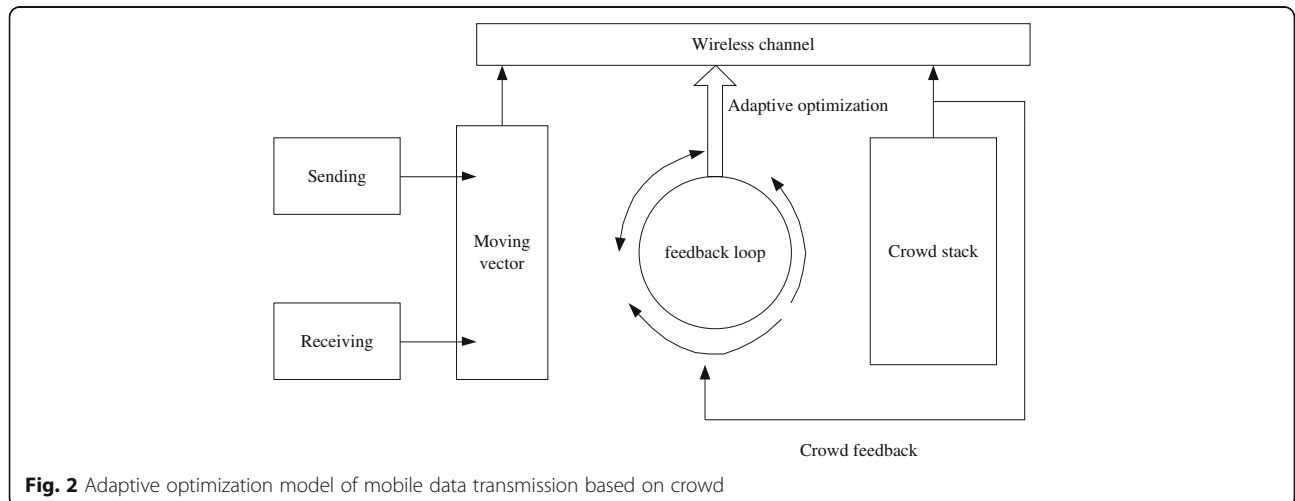 Wireless channel
Adaptive optimization
Sending
Moving
vector
feedback loop
Crowd stack
Receiving
Crowd feedback
Fig. 2 Adaptive optimization model of mobile data transmission based on crowd